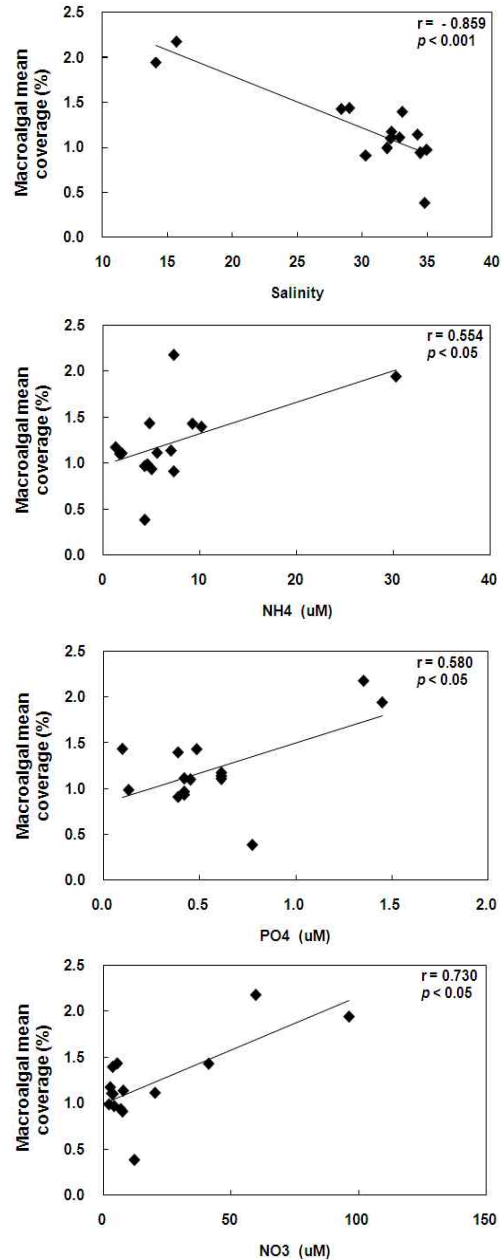 r = - 0.859
p < 0.001
Macroalgal mean
coverage (%)
2.5
2.0
1.5
1.0
0.5
0.0
10 15 20 25 30 35 40
Salinity
r = 0.554
p < 0.05
Macroalgal mean
coverage (%)
2.5
2.0
1.5
1.0
0.5
0.0
0 10 20 30 40
NH4 (uM)
r = 0.580
p < 0.05
Macroalgal mean
coverage (%)
2.5
2.0
1.5
1.0
0.5
0.0
0.0 0.5 1.0 1.5 2.0
PO4 (uM)
r = 0.730
p < 0.05
Macroalgal mean
coverage (%)
2.5
2.0
1.5
1.0
0.5
0.0
0 50 100 150
NO3 (uM)